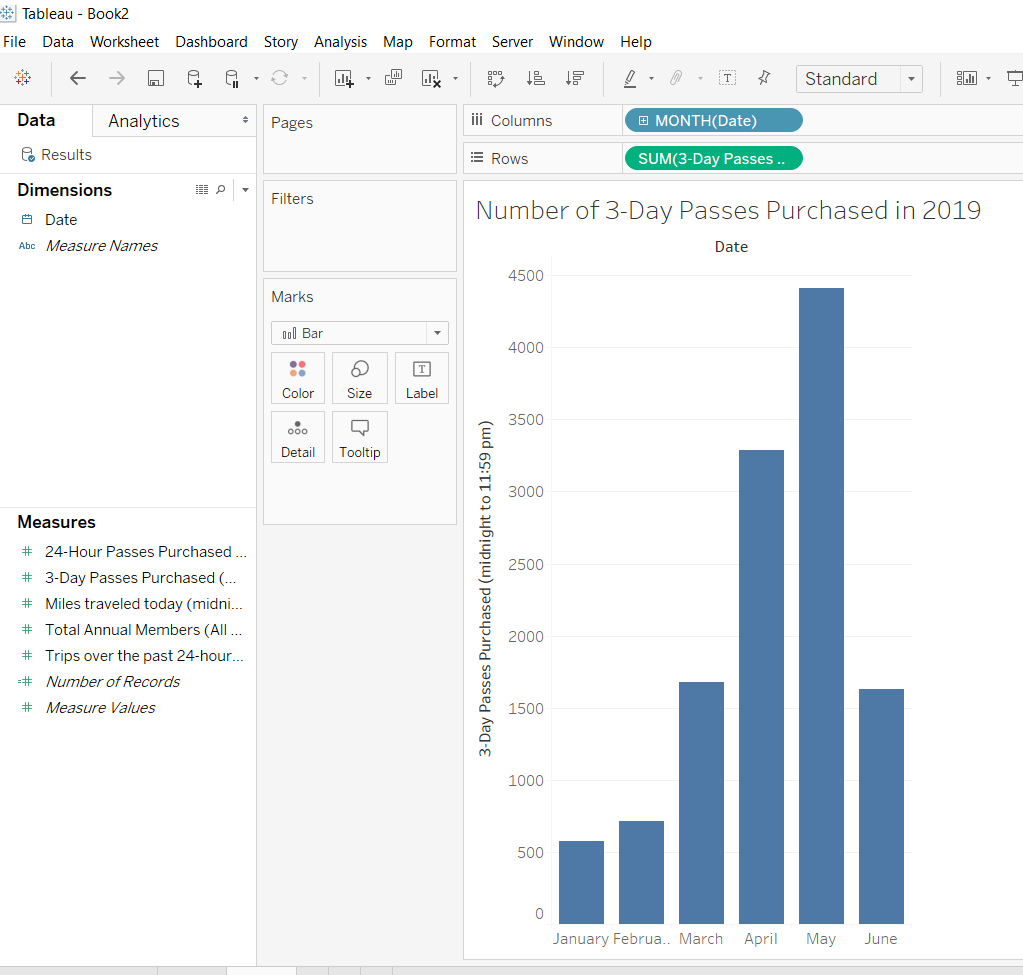 Tableau - Book2
File Data Worksheet Dashboard Story Analysis Map Format Server Window Help
Standard
Data Analytics
Results
Dimensions
Date
Abc Measure Names
Measures
24-Hour Passes Purchased ...
3-Day Passes Purchased (...
Miles traveled today (midni...
Total Annual Members (All ...
Trips over the past 24-hour...
Number of Records
Measure Values
Pages
Filters
Marks
Bar
Color Size Label
Detail Tooltip
Columns MONTH(Date)
Rows SUM(3-Day Passes ..
Number of 3-Day Passes Purchased in 2019
Date
3-Day Passes Purchased (midnight to 11:59 pm)
4500
4000
3500
3000
2500
2000
1500
1000
500
0
January Februa.. March April May June